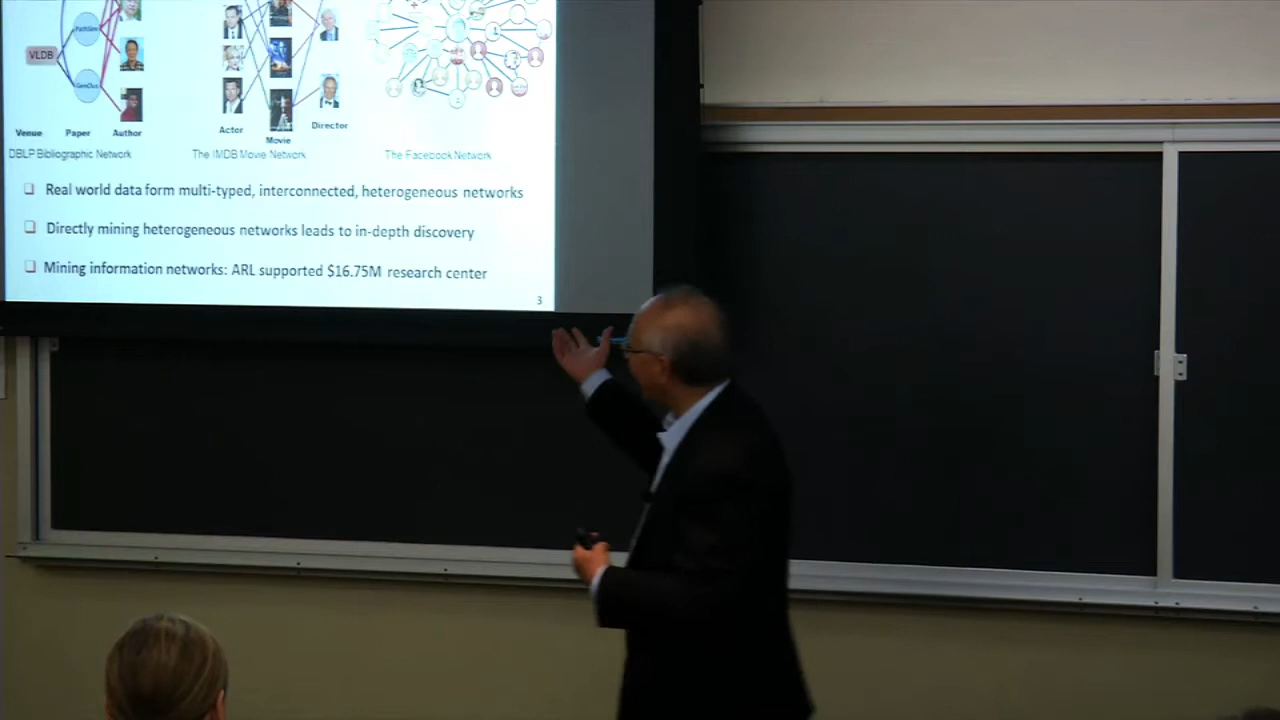 PathSim
VLDB
GenClus
Venue Paper Author
Actor
Movie
Director
DBLP Bibliographic Network
The IMDB Movie Network
The Facebook Network
❑ Real world data form multi-typed, interconnected, heterogeneous networks
❑ Directly mining heterogeneous networks leads to in-depth discovery
❑ Mining information networks: ARL supported $16.75M research center
3